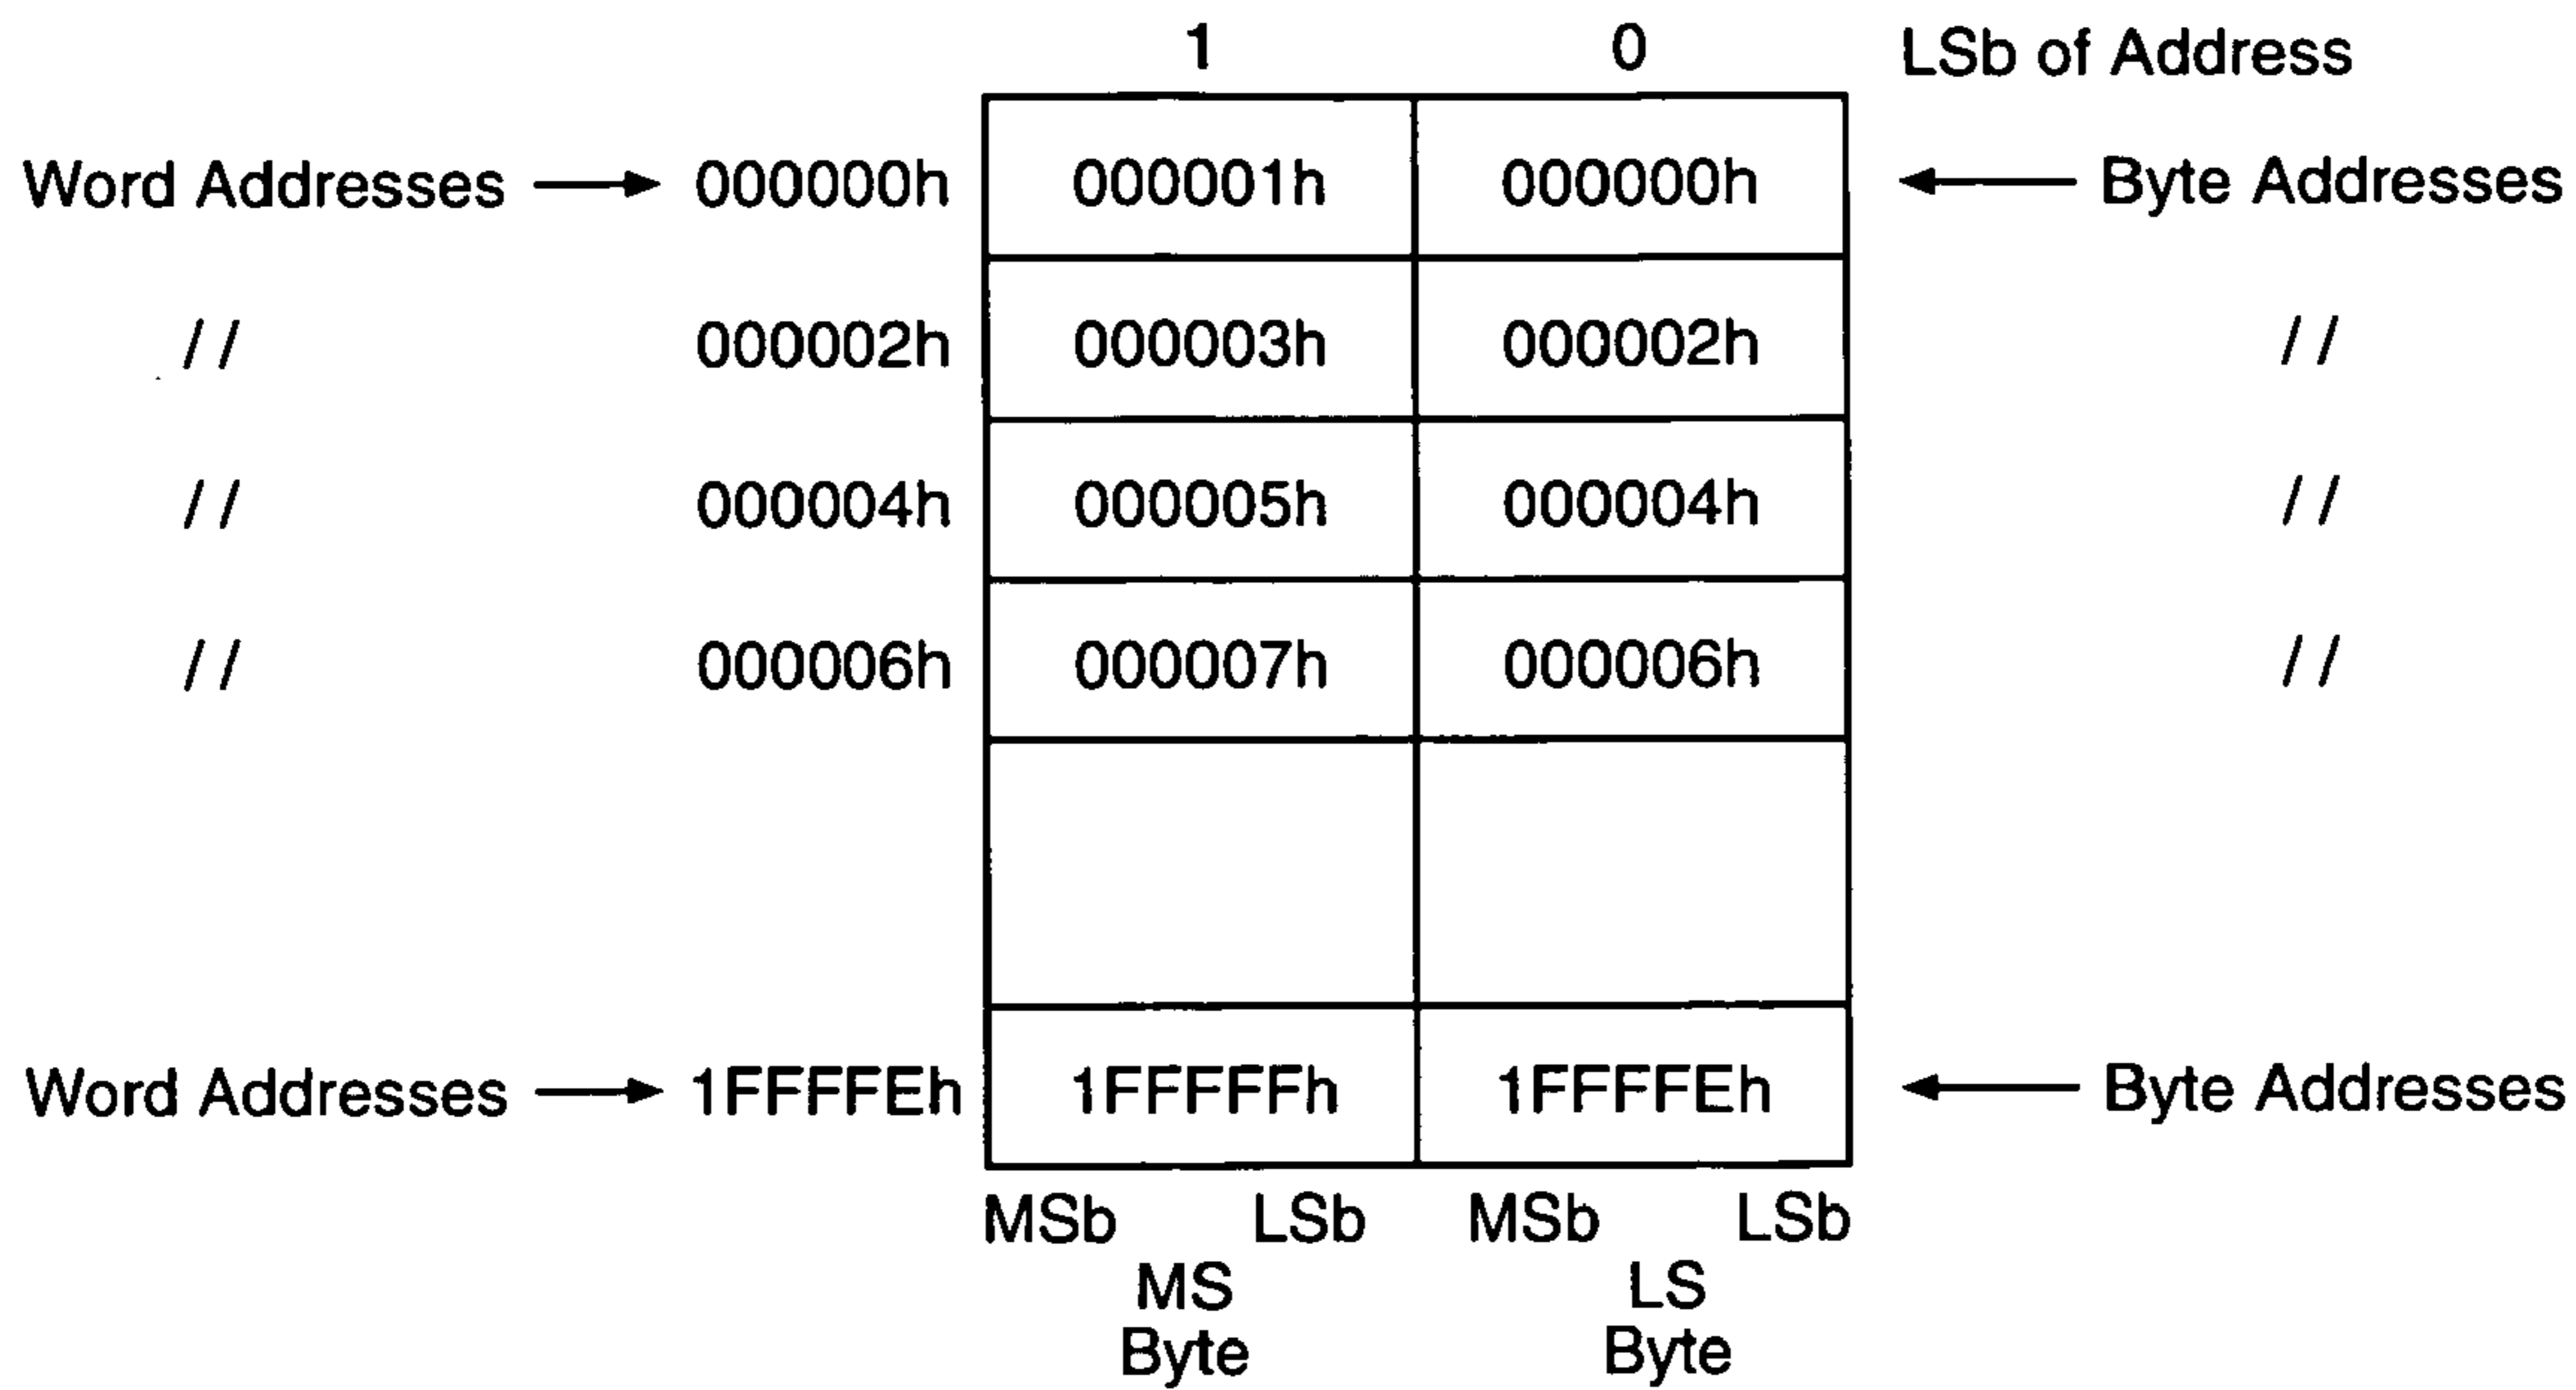 1 0 LSb of Address
Word Addresses 000000h 000001h 000000h Byte Addresses
// 000002h 000003h 000002h //
// 000004h 000005h 000004h //
// 000006h 000007h 000006h //
Word Addresses 1FFFFEh 1FFFFFh 1FFFFEh Byte Addresses
MSb LSb MSb LSb
MS LS
Byte Byte